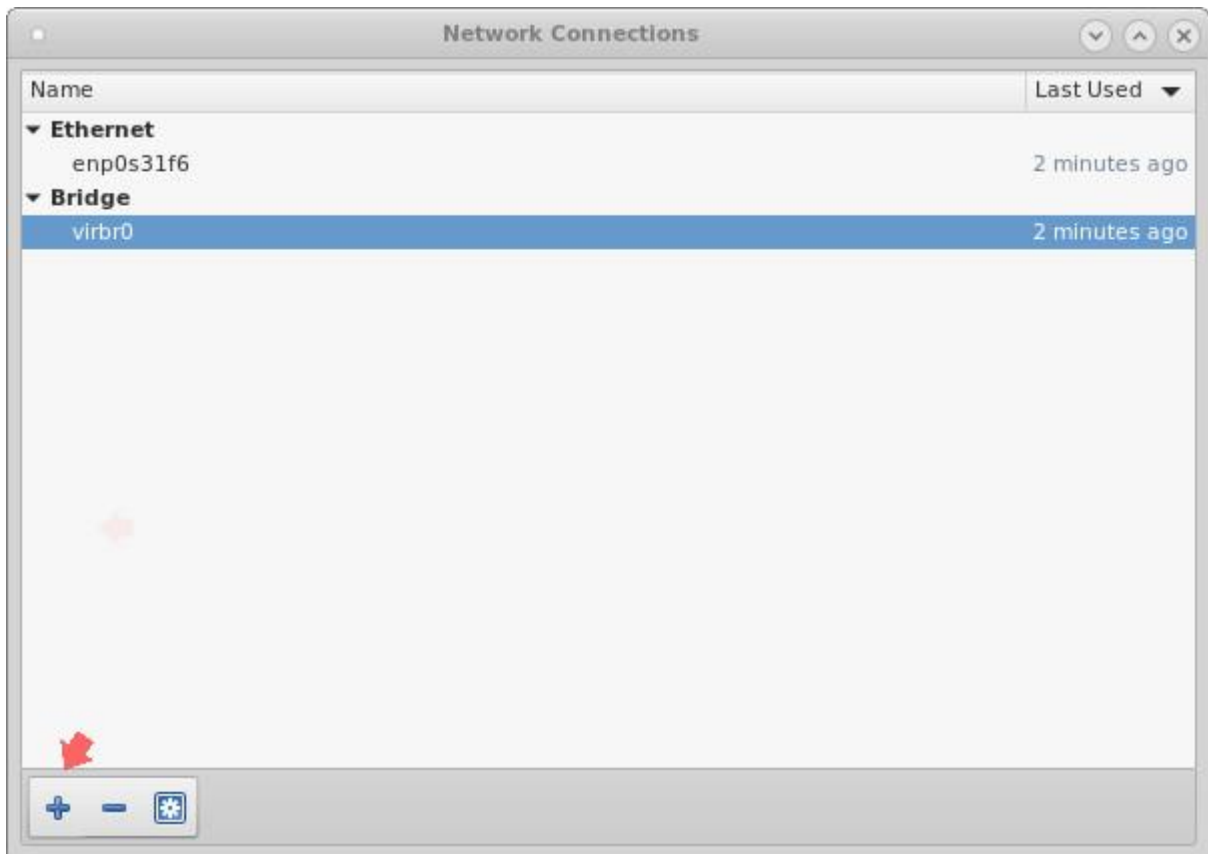 Network Connections
Name Last Used
Ethernet
enp0s31f6 2 minutes ago
Bridge
virbr0 2 minutes ago